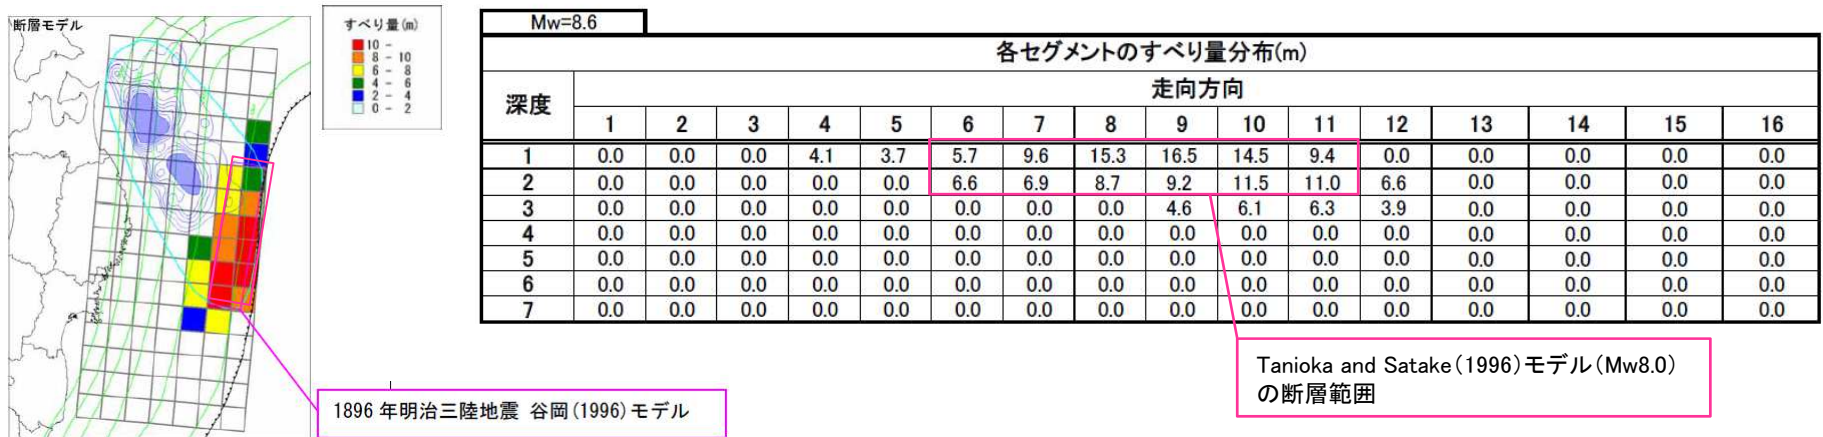 断層モデル
すべり量(m)
10 -
8 - 10
6 - 8
4 - 6
2 - 4
0 - 2
1896 年明治三陸地震 谷岡(1996)モデル
Mw=8.6
各セグメントのすべり量分布(m)
深度 走向方向
1 2 3 4 5 6 7 8 9 10 11 12 13 14 15 16
1 0.0 0.0 0.0 4.1 3.7 5.7 9.6 15.3 16.5 14.5 9.4 0.0 0.0 0.0 0.0 0.0
2 0.0 0.0 0.0 0.0 0.0 6.6 6.9 8.7 9.2 11.5 11.0 6.6 0.0 0.0 0.0 0.0
3 0.0 0.0 0.0 0.0 0.0 0.0 0.0 0.0 4.6 6.1 6.3 3.9 0.0 0.0 0.0 0.0
4 0.0 0.0 0.0 0.0 0.0 0.0 0.0 0.0 0.0 0.0 0.0 0.0 0.0 0.0 0.0 0.0
5 0.0 0.0 0.0 0.0 0.0 0.0 0.0 0.0 0.0 0.0 0.0 0.0 0.0 0.0 0.0 0.0
6 0.0 0.0 0.0 0.0 0.0 0.0 0.0 0.0 0.0 0.0 0.0 0.0 0.0 0.0 0.0 0.0
7 0.0 0.0 0.0 0.0 0.0 0.0 0.0 0.0 0.0 0.0 0.0 0.0 0.0 0.0 0.0 0.0
Tanioka and Satake(1996)モデル(Mw8.0)
の断層範囲